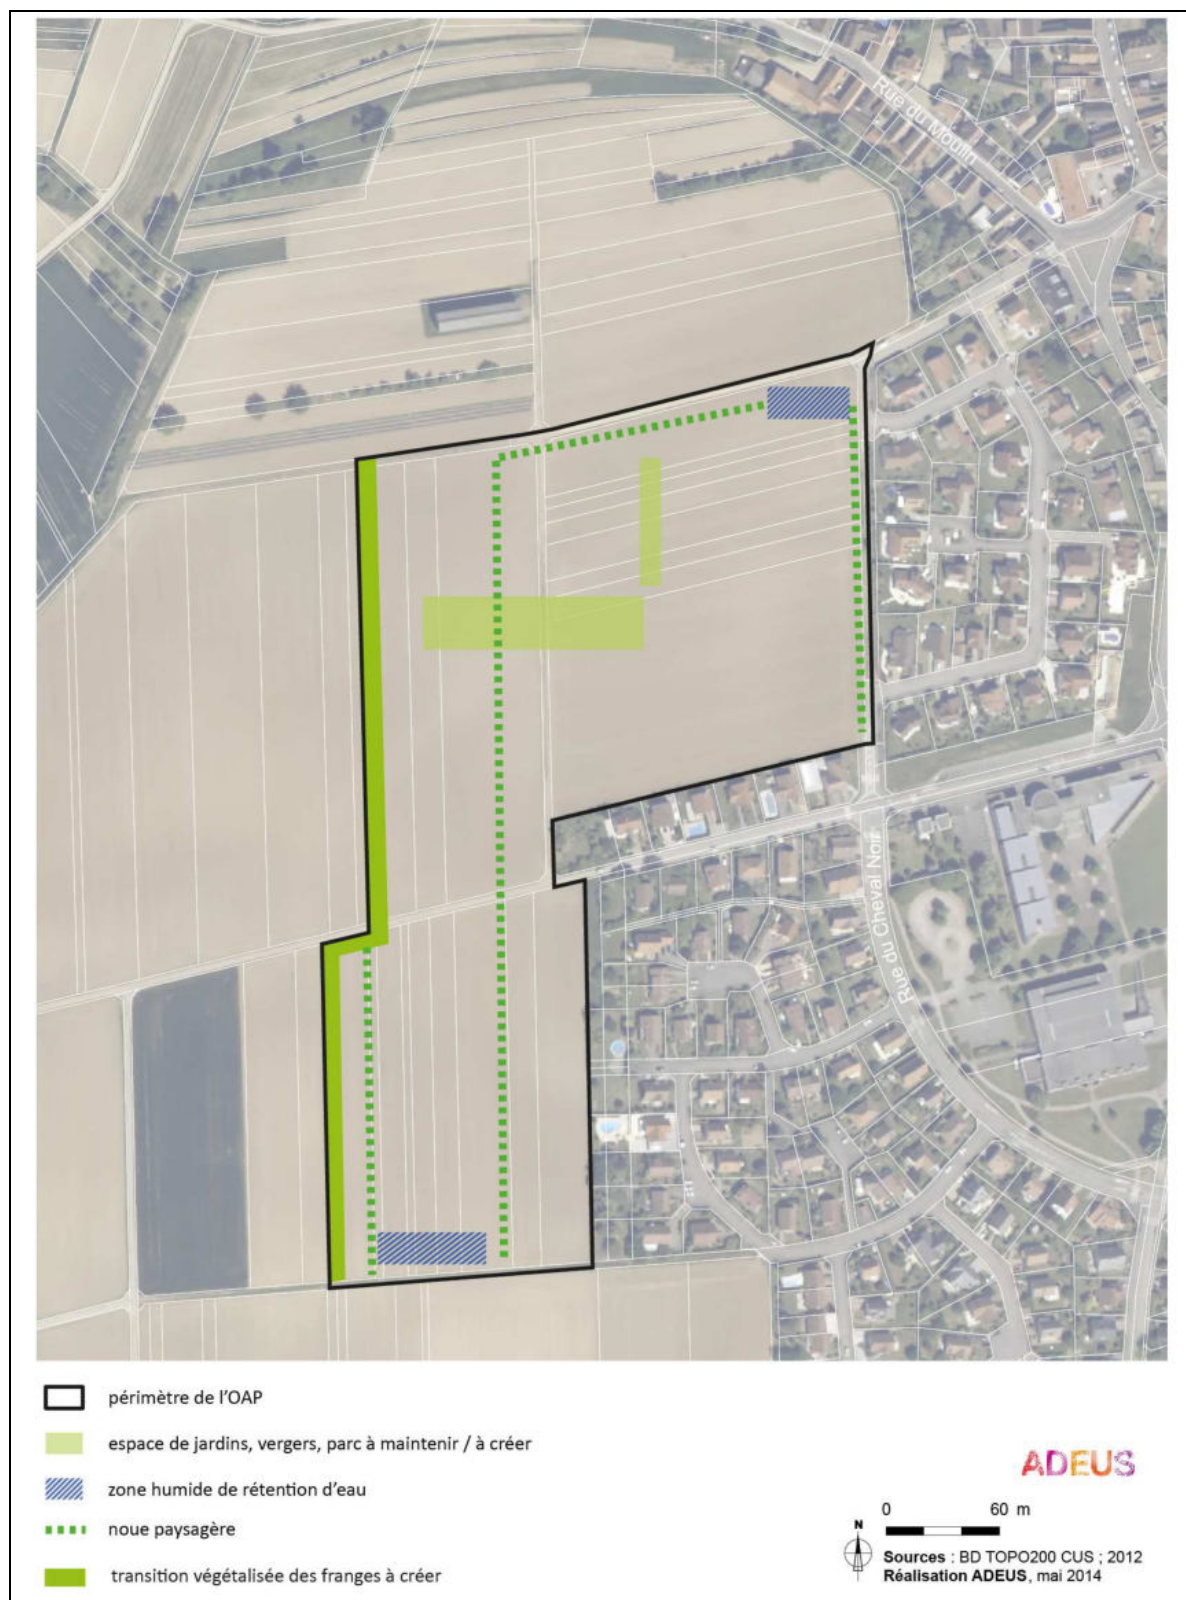 Rue du Moulin
Rue du Cheval Noir
périmètre de l'OAP
espace de jardins, vergers, parc à maintenir / à créer
zone humide de rétention d'eau
noue paysagère
transition végétalisée des franges à créer
ADEUS
0 60 m
N
Sources : BD TOPO200 CUS ; 2012
Réalisation ADEUS, mai 2014